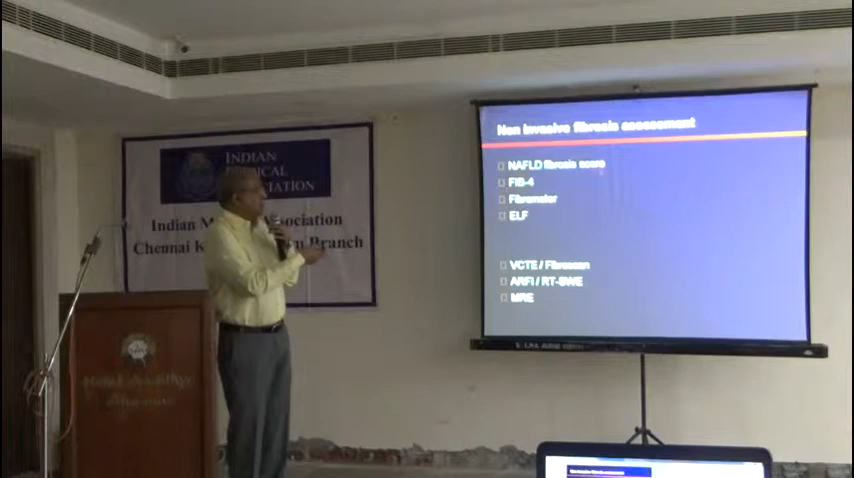 INDIAN
ASSOCIATION
Indian Association
Chennai Branch
Non invasive fibrosis assessment
NAFLD fibrosis score
FIB-4
Fibrometer
ELF
VCTE / Fibroscan
ARFI / RT-SWE
MRE